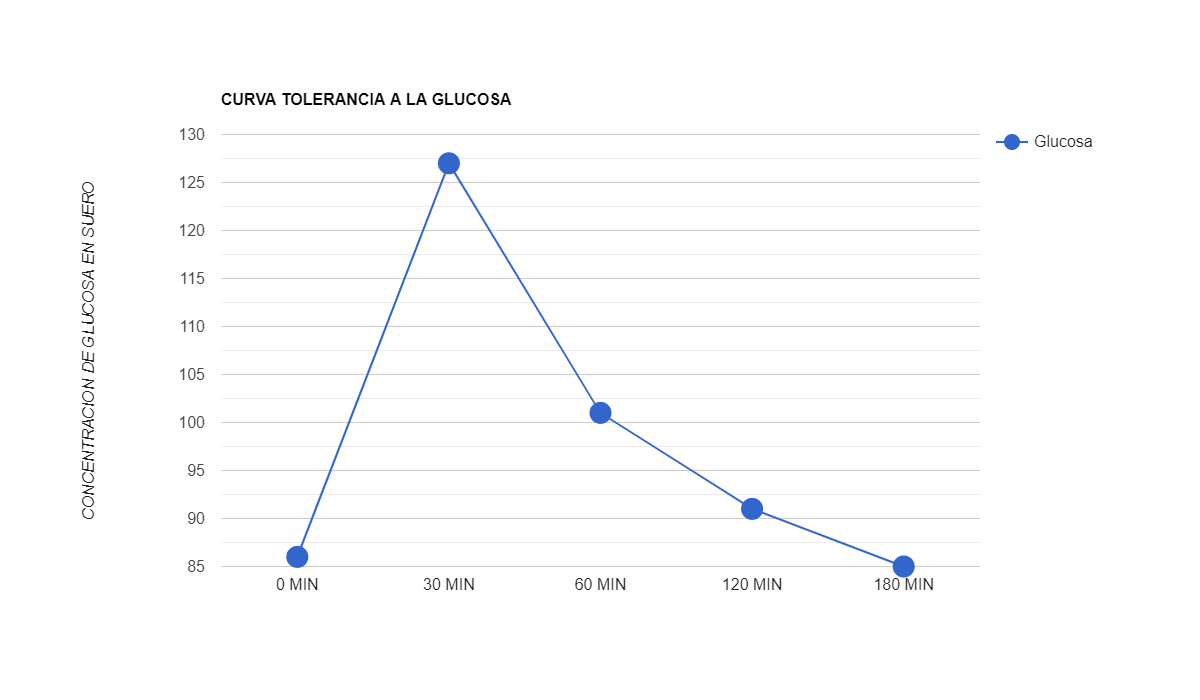 CURVA TOLERANCIA A LA GLUCOSA
Glucosa
CONCENTRACION DE GLUCOSA EN SUERO
130
125
120
115
110
105
100
95
90
85
0 MIN
30 MIN
60 MIN
120 MIN
180 MIN